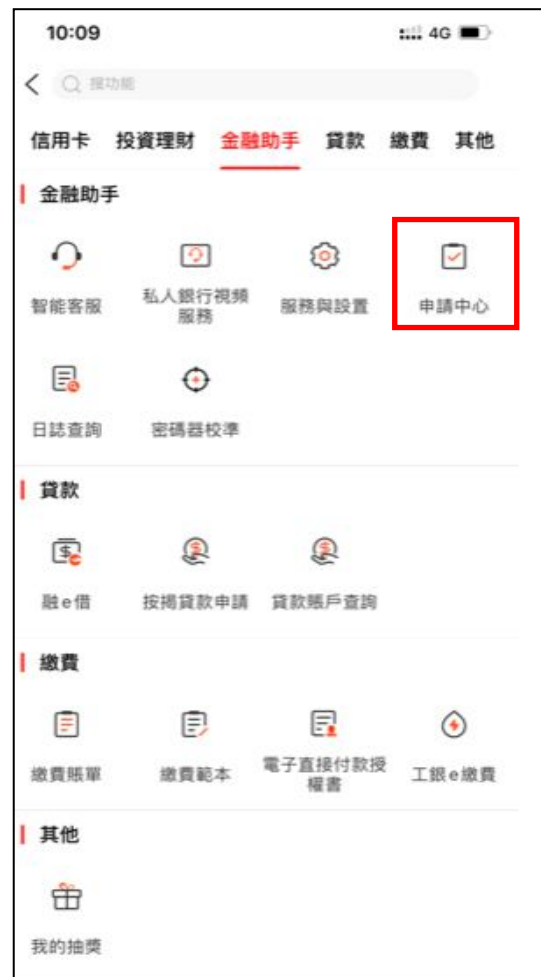 10:09 4G
搜功能
信用卡 投資理財 金融助手 貸款 繳費 其他
金融助手
智能客服 私人銀行視頻服務 服務與設置 申請中心
日誌查詢 密碼器校準
貸款
融e借 按揭貸款申請 貸款賬戶查詢
繳費
繳費賬單 繳費範本 電子直接付款授權書 工銀e繳費
其他
我的抽獎